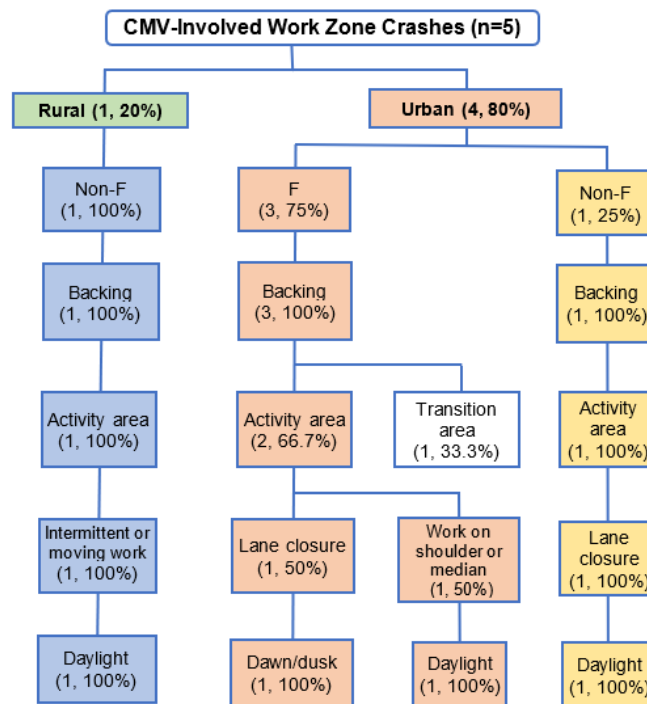 CMV-Involved Work Zone Crashes (n=5)
Rural (1, 20%)
Urban (4, 80%)
Non-F
(1, 100%)
F
(3, 75%)
Non-F
(1, 25%)
Backing
(1, 100%)
Backing
(3, 100%)
Backing
(1, 100%)
Activity area
(1, 100%)
Activity area
(2, 66.7%)
Transition
area
(1, 33.3%)
Activity
area
(1, 100%)
Intermittent or
moving work
(1, 100%)
Lane closure
(1, 50%)
Work on
shoulder or
median
(1, 50%)
Lane
closure
(1, 100%)
Daylight
(1, 100%)
Dawn/dusk
(1, 100%)
Daylight
(1, 100%)
Daylight
(1, 100%)